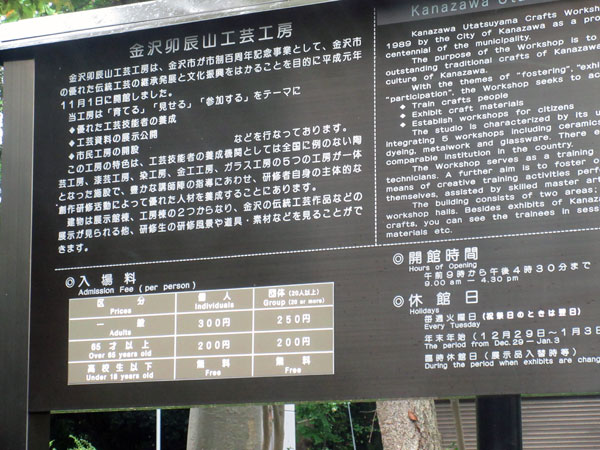 金沢卯辰山工芸工房
金沢卯辰山工芸工房は、金沢市が市制百周年記念事業として、金沢市
の優れた伝統工芸の継承発展と文化振興をはかることを目的に平成元年
11月1日に開館しました。
当工房は「育てる」「見せる」「参加する」をテーマに
◆優れた工芸技能者の養成
◆工芸資料の展示公開
◆市民工房の開設 などを行なっております。
この工房の特色は、工芸技能者の養成機関としては全国に例のない陶
芸工房、漆芸工房、染工房、金工工房、ガラス工房の5つの工房が一体
となった施設で、豊かな講師陣の指導にあわせ、研修者自身の主体的な
創作研修活動によって優れた人材を養成することにあります。
建物は展示館棟、工房棟の2つからなり、金沢の伝統工芸作品などの
展示が見られる他、研修生の研修風景や道具・素材などを見ることがで
きます。
Kanazawa Utatsuyama Crafts Worksh
1989 by the City of Kanazawa as a pro
centennial of the municipality.
The purpose of the Workshop is to
outstanding traditional crafts of Kanazawa
culture of Kanazawa.
With the themes of "fostering", "exhi
"participation", the Workshop seeks to ac
◆ Train crafts people
◆ Exhibit craft materials
◆ Establish workshops for citizens
The studio is characterized by its u
integrating 5 workshops including ceramics
dyeing, metalwork and glassware. There e
comparable institution in the country.
The Workshop serves as a training
technicians. A further aim is to foster o
means of creative training activities perf
themselves, assisted by skilled master art
The building consists of two areas;
workshop halls. Besides exhibits of Kanaz
crafts, you can see the trainees in sess
materials etc.
◎入場料
Admission Fee (per person)
区分 個人 団体(20人以上)
Prices Individuals Group (20 or more)
一般 300円 250円
Adults
65才以上 200円 200円
Over 65 years old
高校生以下 無料 無料
Under 18 years old Free Free
◎開館時間
Hours of Opening
午前9時から午後4時30分まで
9.00 am — 4.30 pm
◎休館日
Holidays
毎週火曜日(祝祭日のときは翌日)
Every Tuesday
年末年始(12月29日~1月3日
The period from Dec.29—Jan.3
臨時休館日(展示品入替時等)
During the period when exhibits are chan